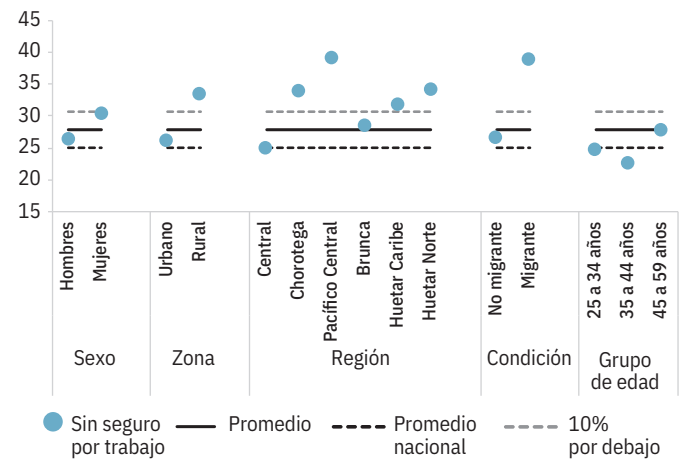 45
40
35
30
25
20
15
Hombres
Mujeres
Urbano
Rural
Central
Chorotega
Pacífico Central
Brunca
Huetar Caribe
Huetar Norte
No migrante
Migrante
25 a 34 años
35 a 44 años
45 a 59 años
Sexo
Zona
Región
Condición
Grupo
de edad
Sin seguro
por trabajo
Promedio
Promedio
nacional
10%
por debajo